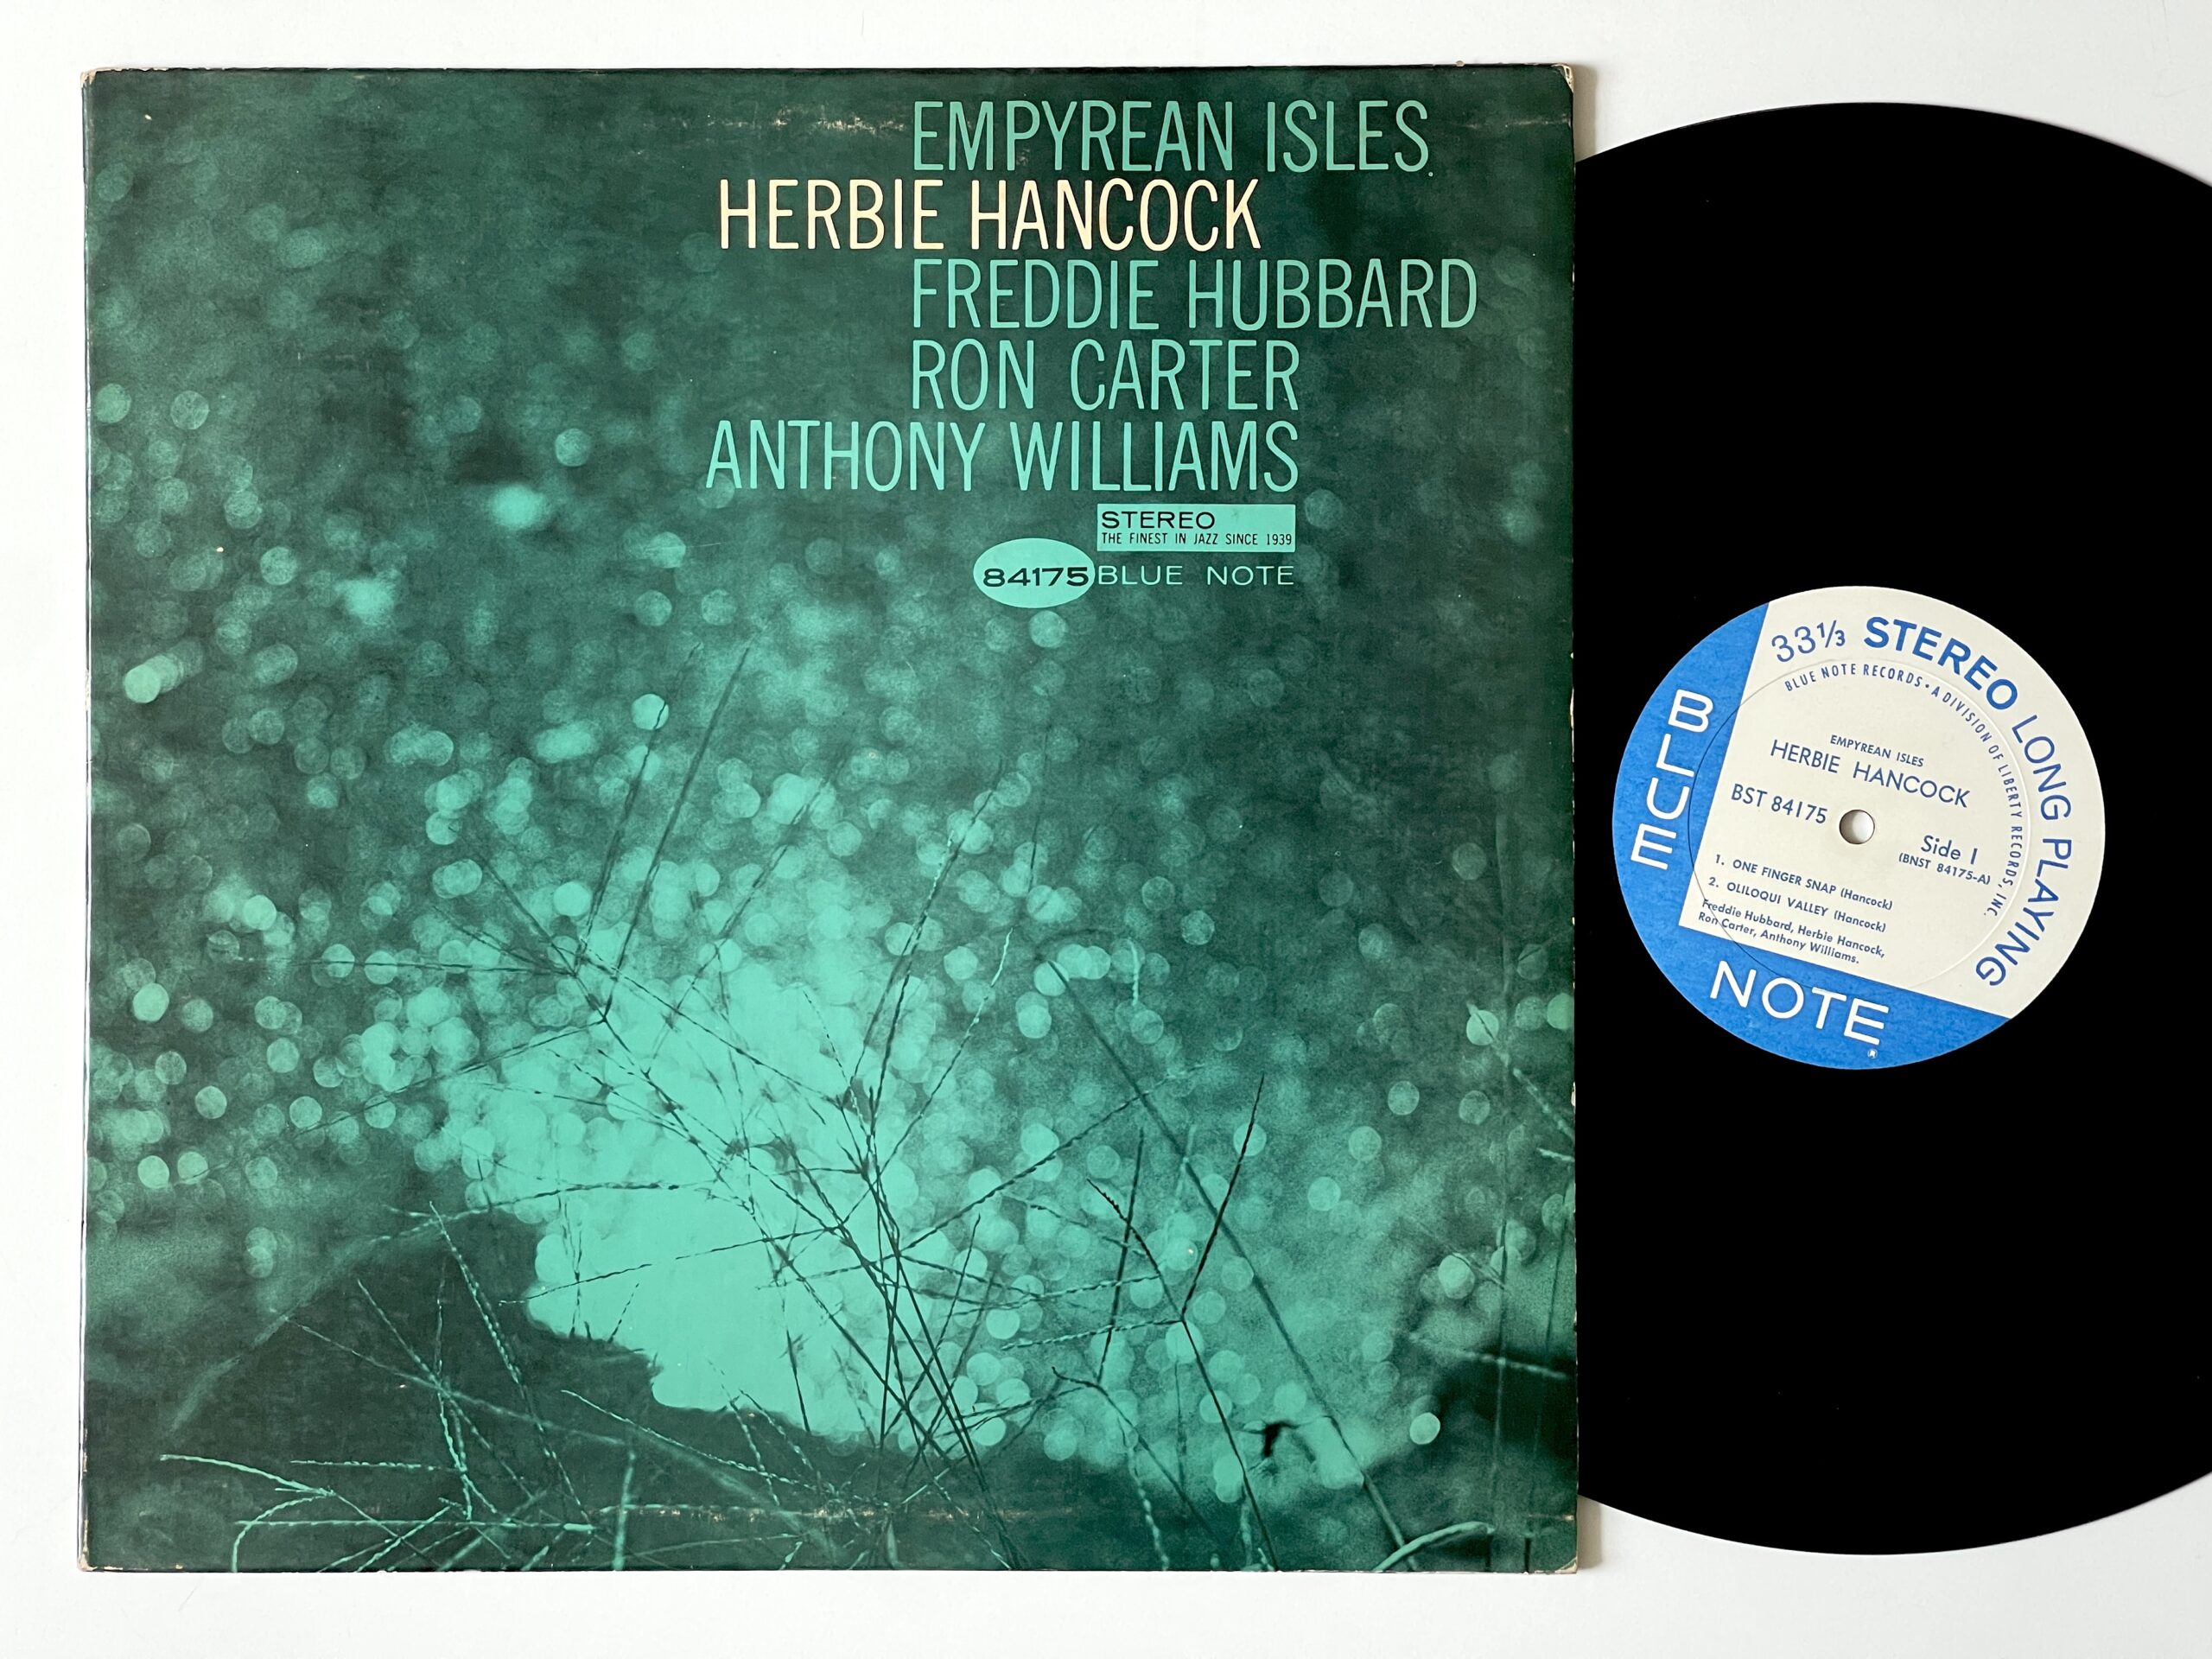 EMPYREAN ISLES
HERBIE HANCOCK
FREDDIE HUBBARD
RON CARTER
ANTHONY WILLIAMS
STEREO
THE FINEST IN JAZZ SINCE 1939
84175 BLUE NOTE
33⅓ STEREO LONG PLAYING
BLUE NOTE RECORDS • A DIVISION OF LIBERTY RECORDS, INC.
EMPYREAN ISLES
HERBIE HANCOCK
BST 84175
Side 1
(BNST 84175-A)
1. ONE FINGER SNAP (Hancock)
2. OLILOQUI VALLEY (Hancock)
Freddie Hubbard, Herbie Hancock,
Ron Carter, Anthony Williams.
BLUE
NOTE
®